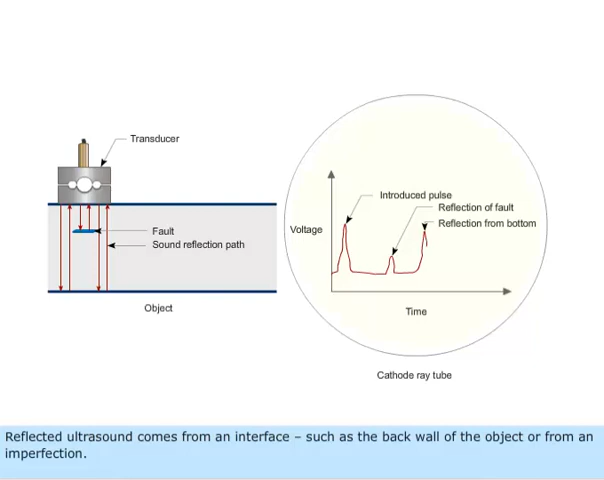 Transducer
Fault
Sound reflection path
Object
Introduced pulse
Reflection of fault
Reflection from bottom
Voltage
Time
Cathode ray tube
Reflected ultrasound comes from an interface – such as the back wall of the object or from an
imperfection.